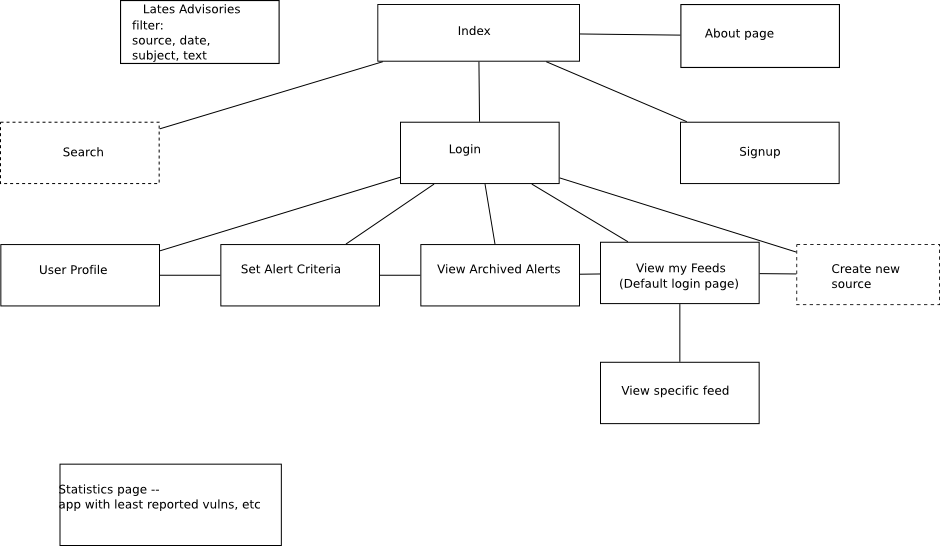 Lates Advisories
filter:
source, date,
subject, text
Index
About page
Search
Login
Signup
User Profile
Set Alert Criteria
View Archived Alerts
View my Feeds
(Default login page)
Create new
source
View specific feed
Statistics page --
app with least reported vulns, etc